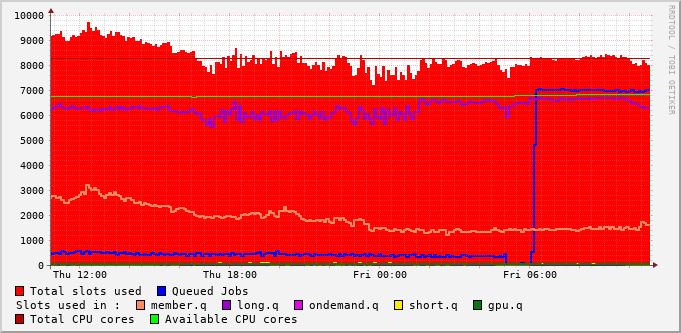 10000
9000
8000
7000
6000
5000
4000
3000
2000
1000
0
Thu 12:00 Thu 18:00 Fri 00:00 Fri 06:00
RRDTOOL / TOBI OETIKER
Total slots used Queued Jobs
Slots used in : member.q long.q ondemand.q short.q gpu.q
Total CPU cores Available CPU cores